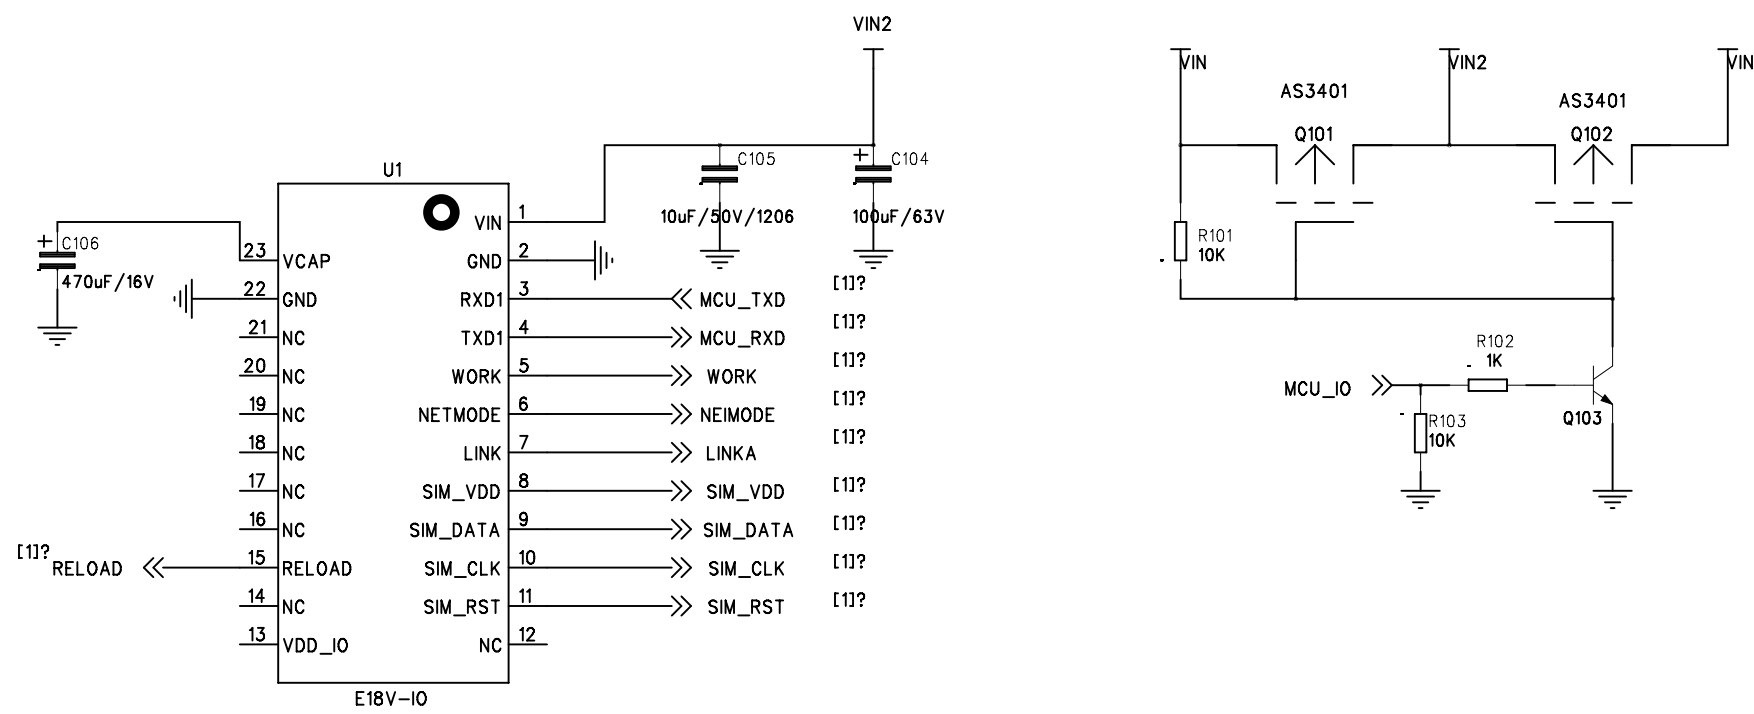 VIN2
VIN
VIN2
VIN
AS3401
AS3401
Q101
Q102
C105
C104
U1
10uF/50V/1206
100uF/63V
VIN 1
C106
470uF/16V
23 VCAP
GND 2
R101
10K
22 GND
RXD1 3 MCU_TXD [1]?
21 NC
TXD1 4 MCU_RXD [1]?
20 NC
WORK 5 WORK [1]?
19 NC
NETMODE 6 NEIMODE [1]?
18 NC
LINK 7 LINKA [1]?
17 NC
SIM_VDD 8 SIM_VDD [1]?
16 NC
SIM_DATA 9 SIM_DATA [1]?
[1]? RELOAD 15 RELOAD
SIM_CLK 10 SIM_CLK [1]?
14 NC
SIM_RST 11 SIM_RST [1]?
13 VDD_IO
NC 12
E18V-IO
R102
1K
MCU_IO
R103
10K
Q103